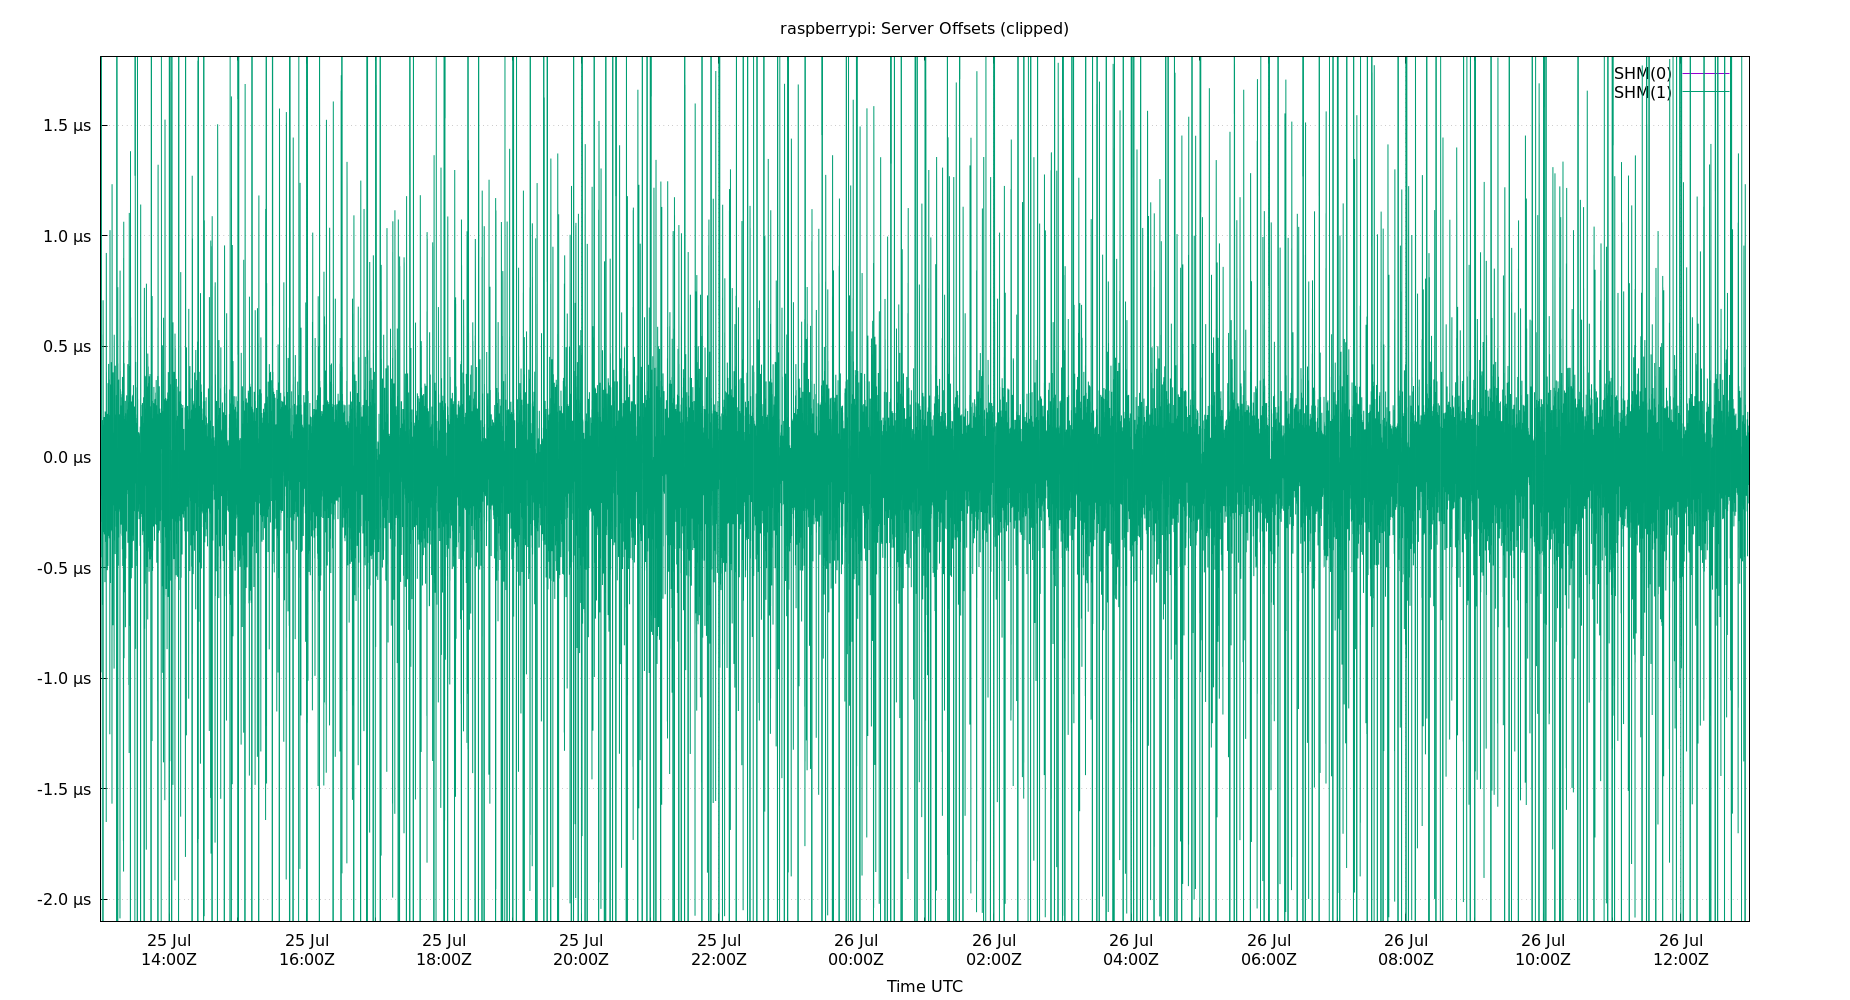 raspberrypi: Server Offsets (clipped)
SHM(0)
SHM(1)
1.5 µs
1.0 µs
0.5 µs
0.0 µs
-0.5 µs
-1.0 µs
-1.5 µs
-2.0 µs
25 Jul 25 Jul 25 Jul 25 Jul 25 Jul 26 Jul 26 Jul 26 Jul 26 Jul 26 Jul 26 Jul 26 Jul
14:00Z 16:00Z 18:00Z 20:00Z 22:00Z 00:00Z 02:00Z 04:00Z 06:00Z 08:00Z 10:00Z 12:00Z
Time UTC